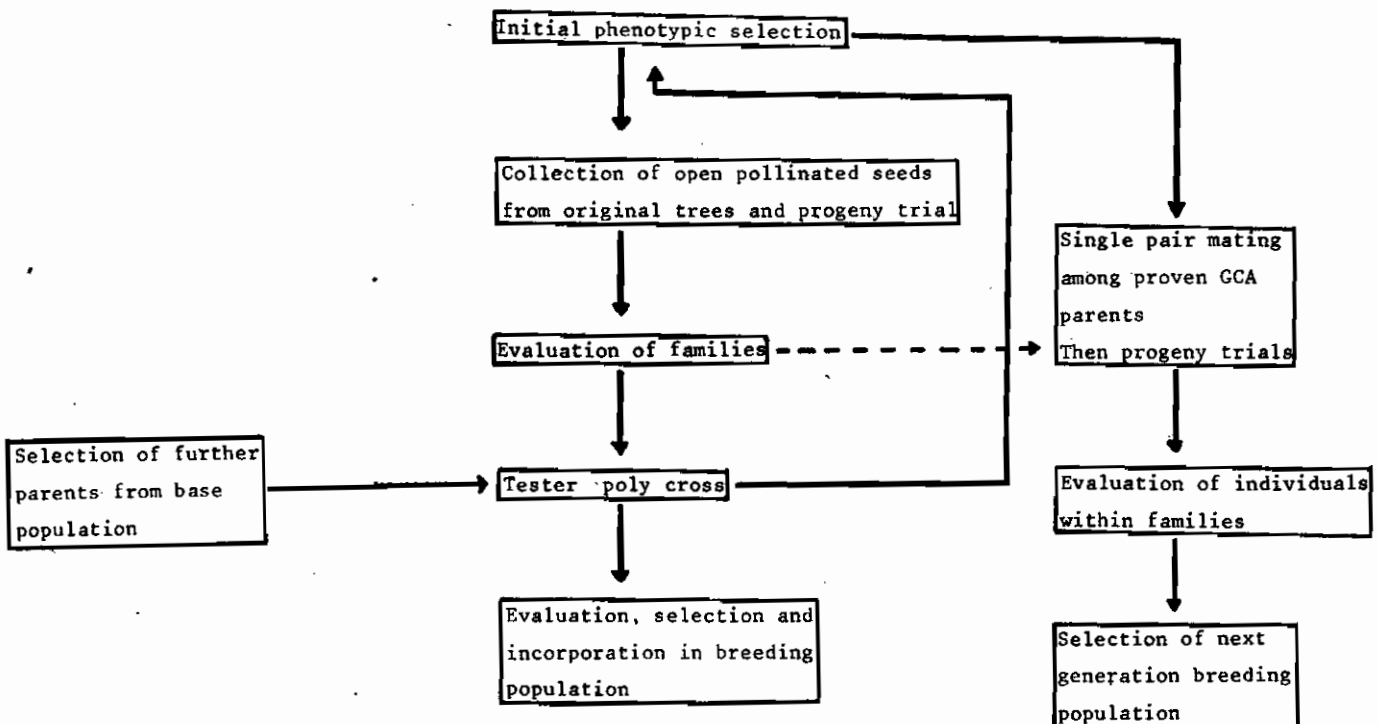 Initial phenotypic selection
Collection of open pollinated seeds
from original trees and progeny trial
Single pair mating
among proven GCA
parents
Then progeny trials
Evaluation of families
Selection of further
parents from base
population
Tester poly cross
Evaluation of individuals
within families
Evaluation, selection and
incorporation in breeding
population
Selection of next
generation breeding
population